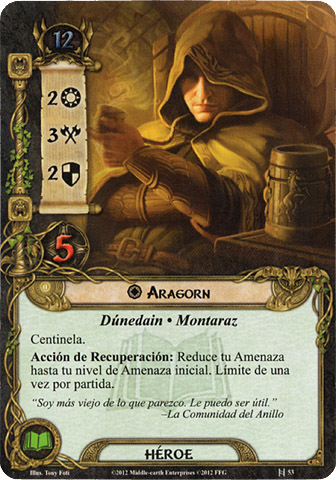 12
2
3
2
5
Aragorn
Dúnedain • Montaraz
Centinela.
Acción de Recuperación: Reduce tu Amenaza
hasta tu nivel de Amenaza inicial. Límite de
una vez por partida.
“Soy más viejo de lo que parezco. Le puedo ser útil.”
–La Comunidad del Anillo
HÉROE
Illus. Tony Foti
©2012 Middle-earth Enterprises ©2012 FFG
53